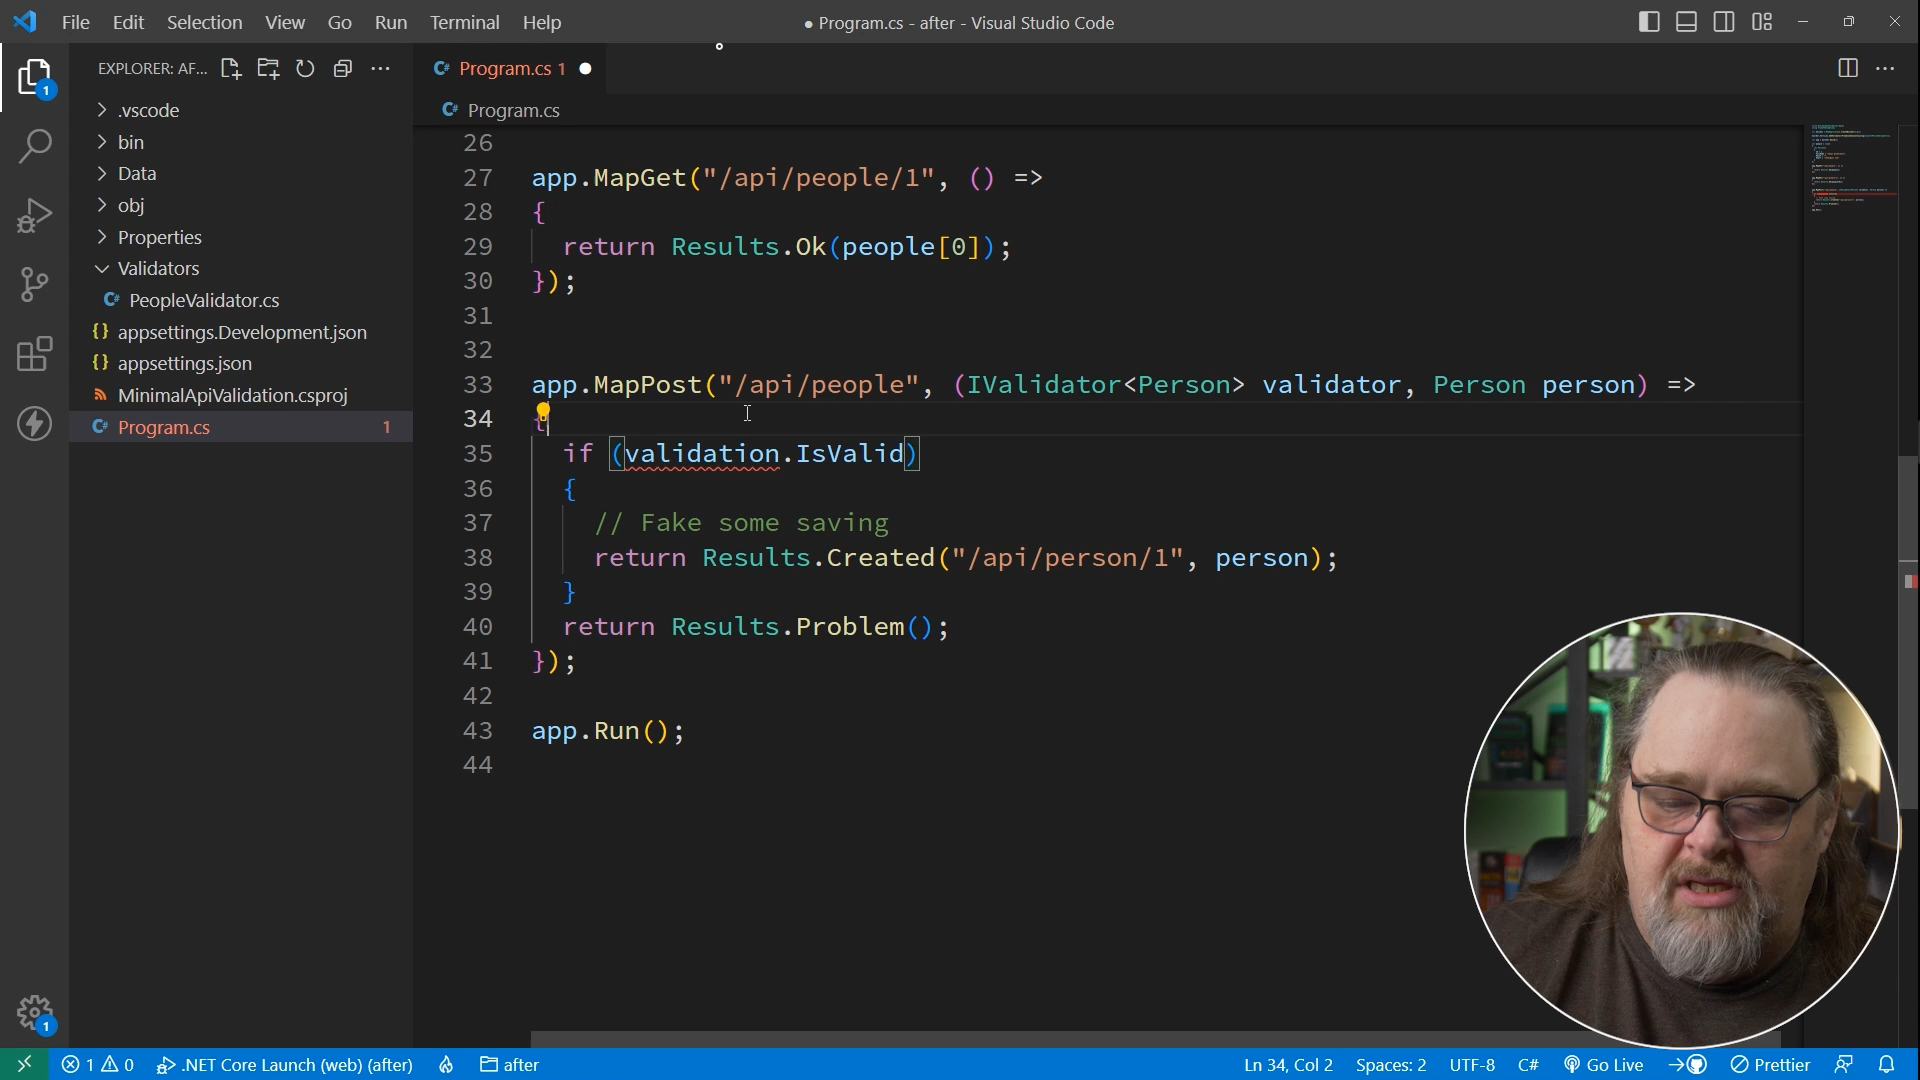 File Edit Selection View Go Run Terminal Help
● Program.cs - after - Visual Studio Code
EXPLORER: AF...
Program.cs 1
Program.cs
1
.vscode
bin
Data
obj
Properties
Validators
PeopleValidator.cs
appsettings.Development.json
appsettings.json
MinimalApiValidation.csproj
Program.cs 1
26
27 app.MapGet("/api/people/1", () =>
28 {
29 return Results.Ok(people[0]);
30 });
31
32
33 app.MapPost("/api/people", (IValidator<Person> validator, Person person) =>
34 {
35 if (validation.IsValid)
36 {
37 // Fake some saving
38 return Results.Created("/api/person/1", person);
39 }
40 return Results.Problem();
41 });
42
43 app.Run();
44
1
1 0 .NET Core Launch (web) (after) after Ln 34, Col 2 Spaces: 2 UTF-8 C# Go Live Prettier